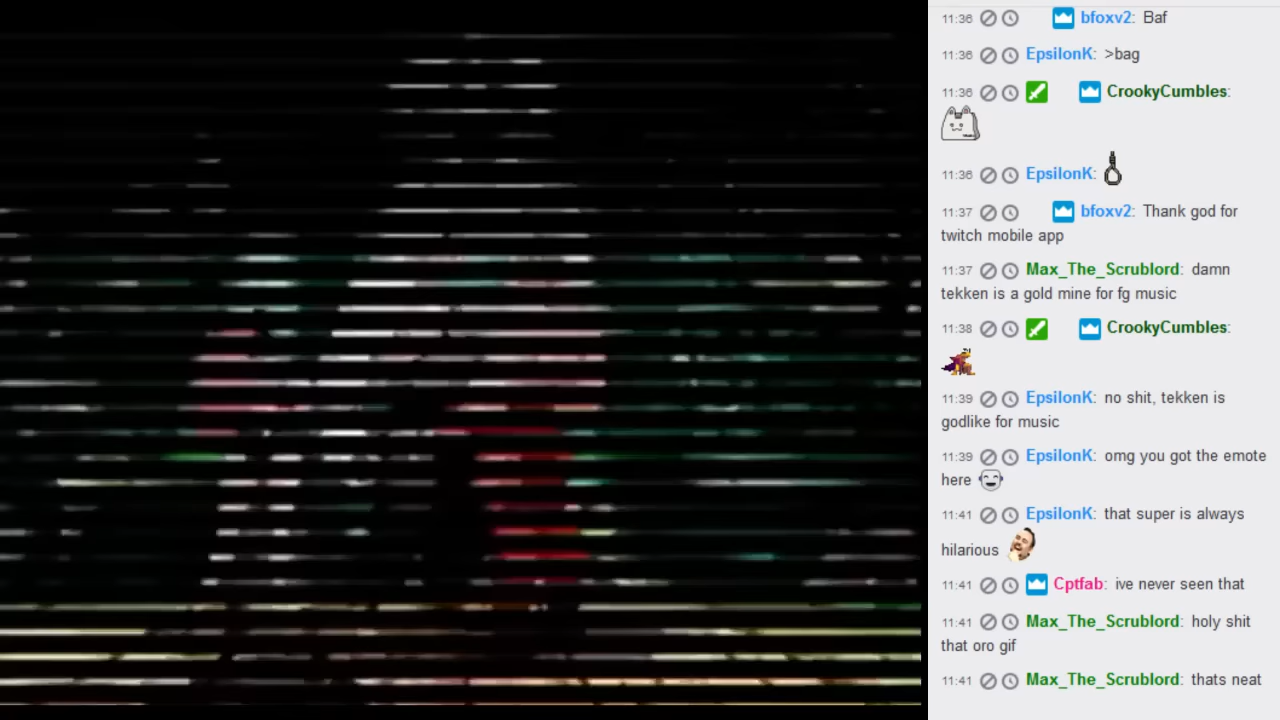 11:36 bfoxv2: Baf
11:36 EpsilonK: >bag
11:36 CrookyCumbles:
11:36 EpsilonK:
11:37 bfoxv2: Thank god for
twitch mobile app
11:37 Max_The_Scrublord: damn
tekken is a gold mine for fg music
11:38 CrookyCumbles:
11:39 EpsilonK: no shit, tekken is
godlike for music
11:39 EpsilonK: omg you got the emote
here
11:41 EpsilonK: that super is always
hilarious
11:41 Cptfab: ive never seen that
11:41 Max_The_Scrublord: holy shit
that oro gif
11:41 Max_The_Scrublord: thats neat